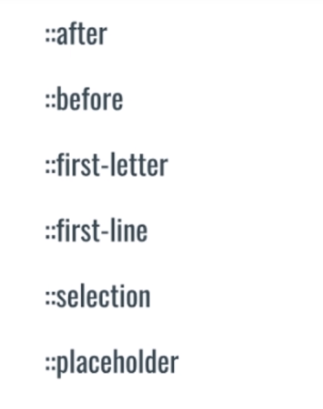 ::after
::before
::first-letter
::first-line
::selection
::placeholder